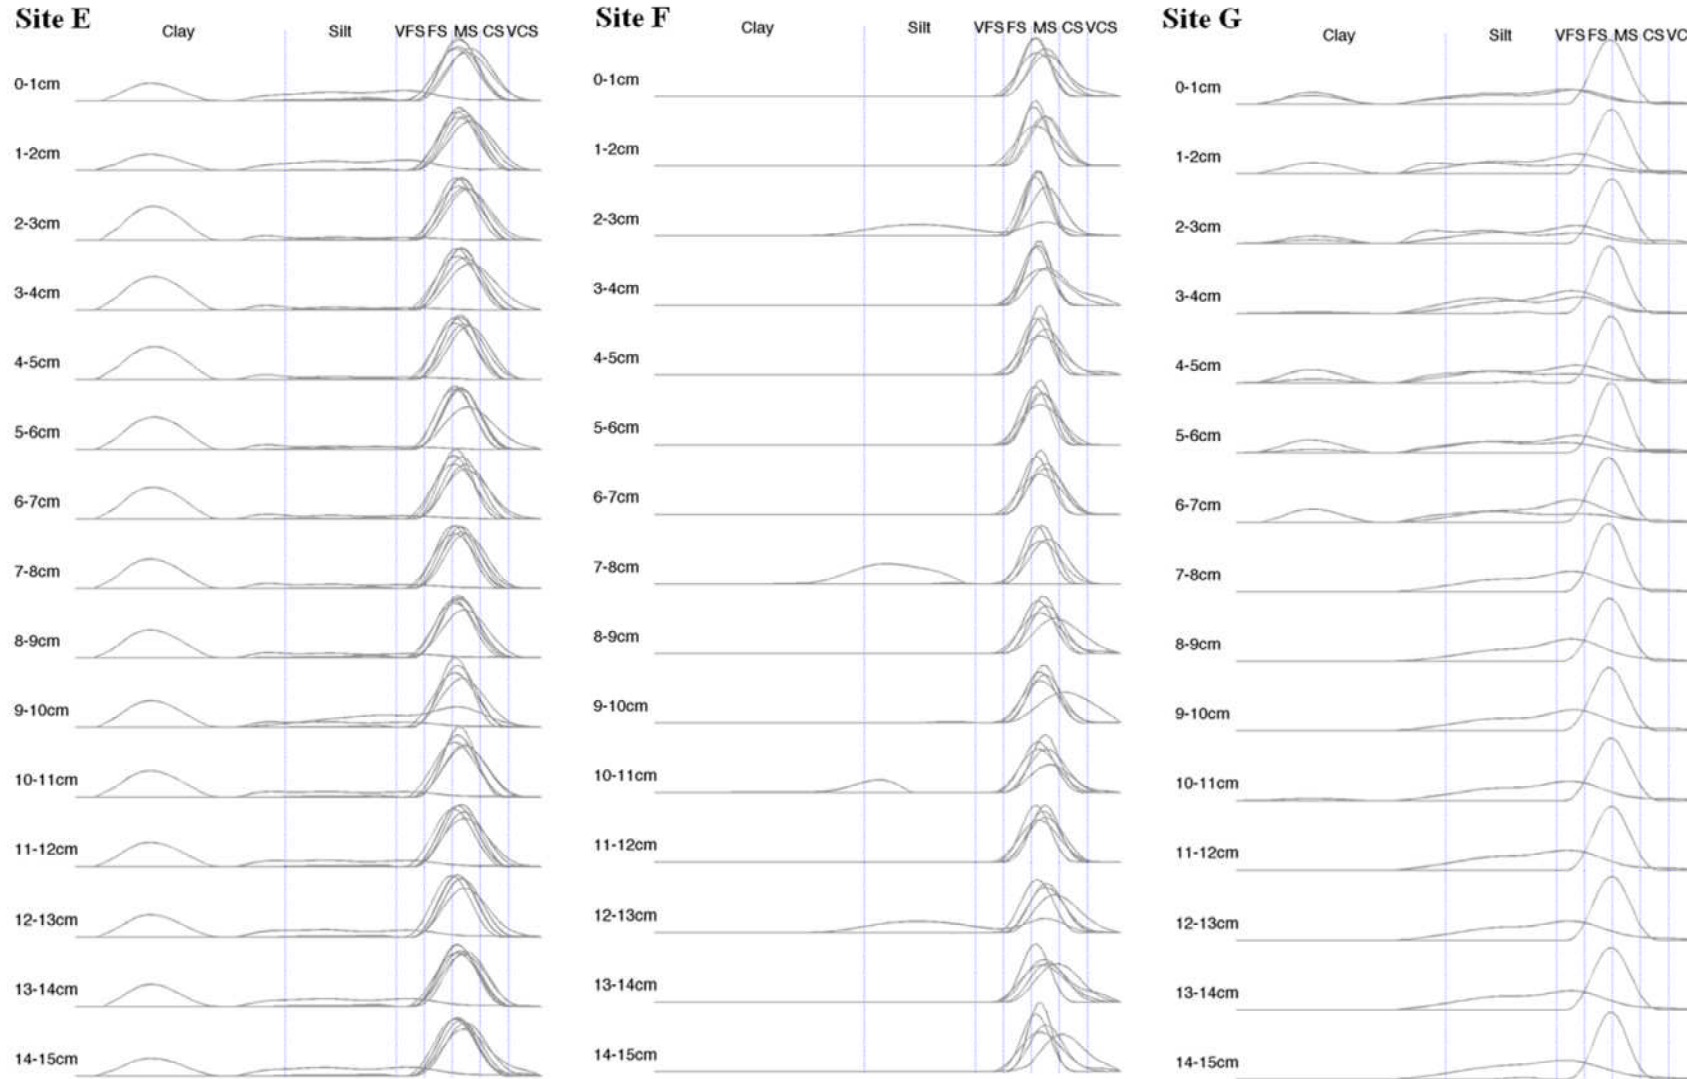 Site E
Clay Silt VFS FS MS CS VCS
0-1cm
1-2cm
2-3cm
3-4cm
4-5cm
5-6cm
6-7cm
7-8cm
8-9cm
9-10cm
10-11cm
11-12cm
12-13cm
13-14cm
14-15cm
Site F
Clay Silt VFS FS MS CS VCS
0-1cm
1-2cm
2-3cm
3-4cm
4-5cm
5-6cm
6-7cm
7-8cm
8-9cm
9-10cm
10-11cm
11-12cm
12-13cm
13-14cm
14-15cm
Site G
Clay Silt VFS FS MS CS VC
0-1cm
1-2cm
2-3cm
3-4cm
4-5cm
5-6cm
6-7cm
7-8cm
8-9cm
9-10cm
10-11cm
11-12cm
12-13cm
13-14cm
14-15cm